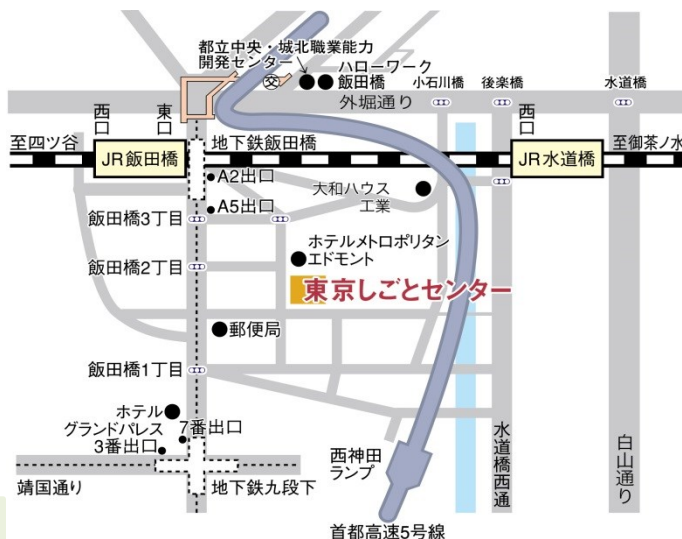 都立中央・城北職業能力
開発センター
ハローワーク
飯田橋
小石川橋
後楽橋
水道橋
外堀通り
西口
東口
西口
至四ツ谷
JR飯田橋
地下鉄飯田橋
JR水道橋
至御茶ノ水
A2出口
大和ハウス
工業
A5出口
飯田橋3丁目
ホテルメトロポリタン
エドモント
飯田橋2丁目
東京しごとセンター
郵便局
飯田橋1丁目
ホテル
グランドパレス
7番出口
3番出口
西神田
ランプ
水道橋西通
白山通り
靖国通り
地下鉄九段下
首都高速5号線
交